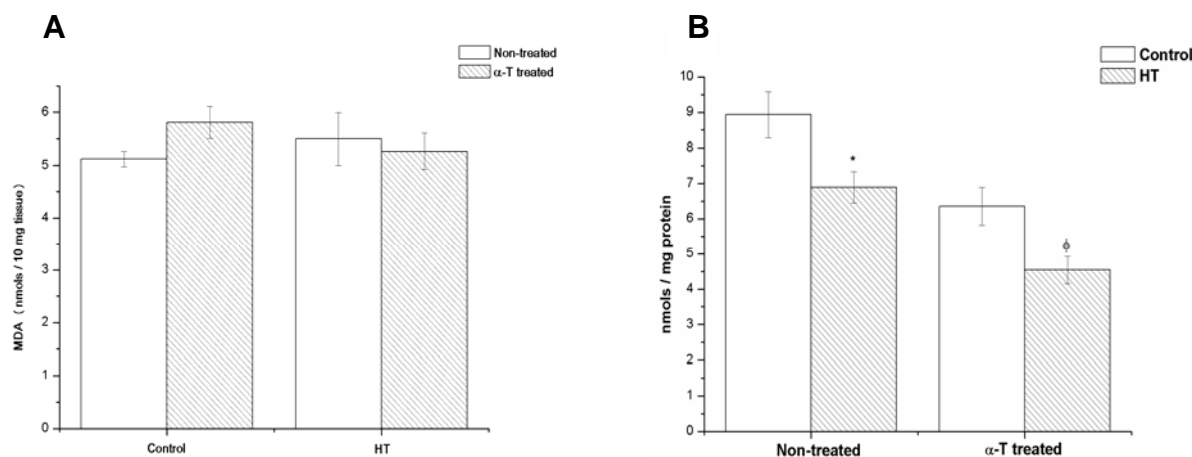 A
Non-treated
α-T treated
MDA ( nmols / 10 mg tissue)
6
5
4
3
2
1
0
Control
HT
B
Control
HT
nmols / mg protein
10
9
8
7
6
5
4
3
2
1
0
*
Non-treated
α-T treated